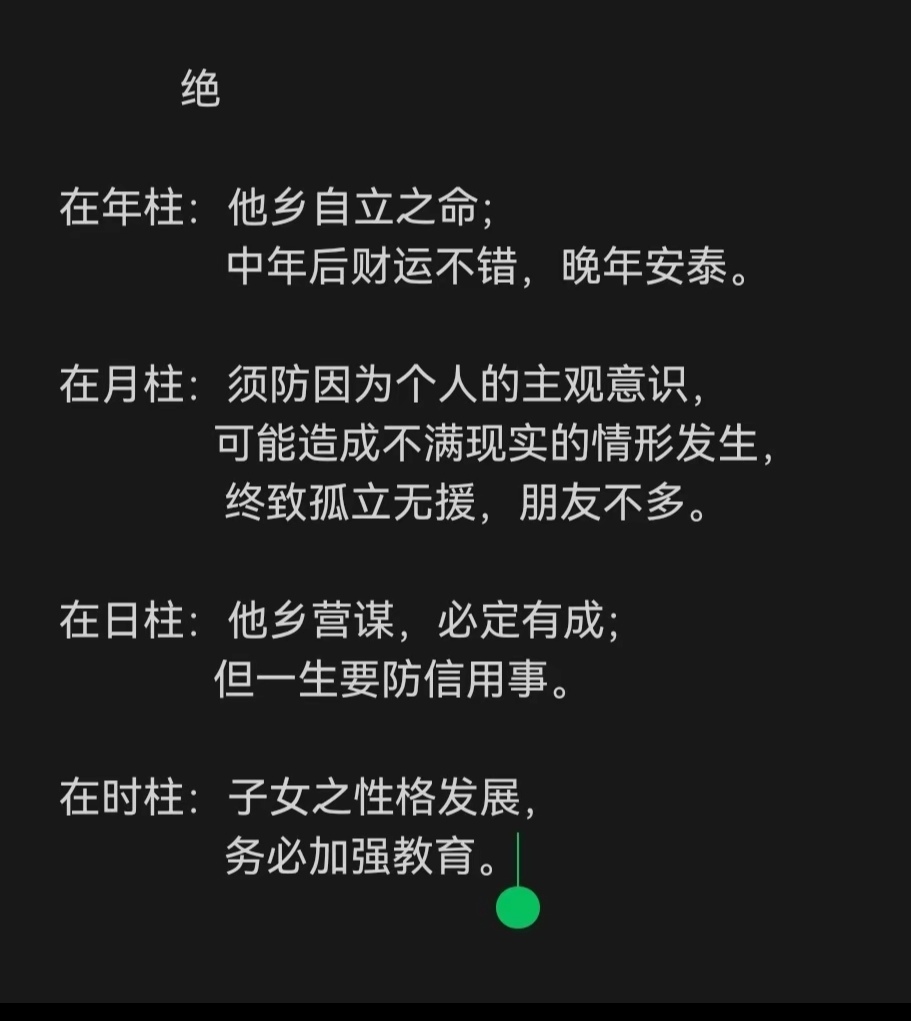 绝
在年柱：他乡自立之命；
中年后财运不错，晚年安泰。
在月柱：须防因为个人的主观意识，
可能造成不满现实的情形发生，
终致孤立无援，朋友不多。
在日柱：他乡营谋，必定有成；
但一生要防信用事。
在时柱：子女之性格发展，
务必加强教育。